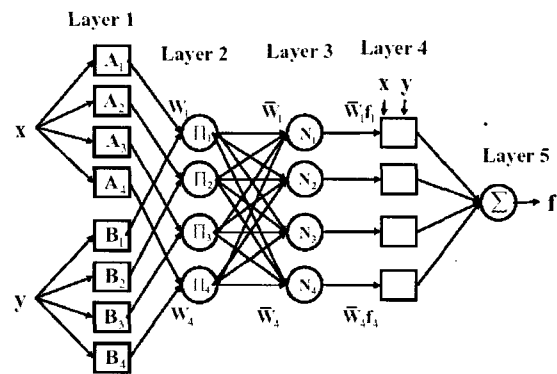 Layer 1
Layer 2
Layer 3
Layer 4
Layer 5
x
y
A₁
A₂
A₃
A₄
B₁
B₂
B₃
B₄
W₁
Π₁
Π₂
Π₃
Π₄
W₄
W̅₁
N₁
N₂
N₃
N₄
W̅₄
W̅₁f₁
x y
W̅₄f₄
Σ
f